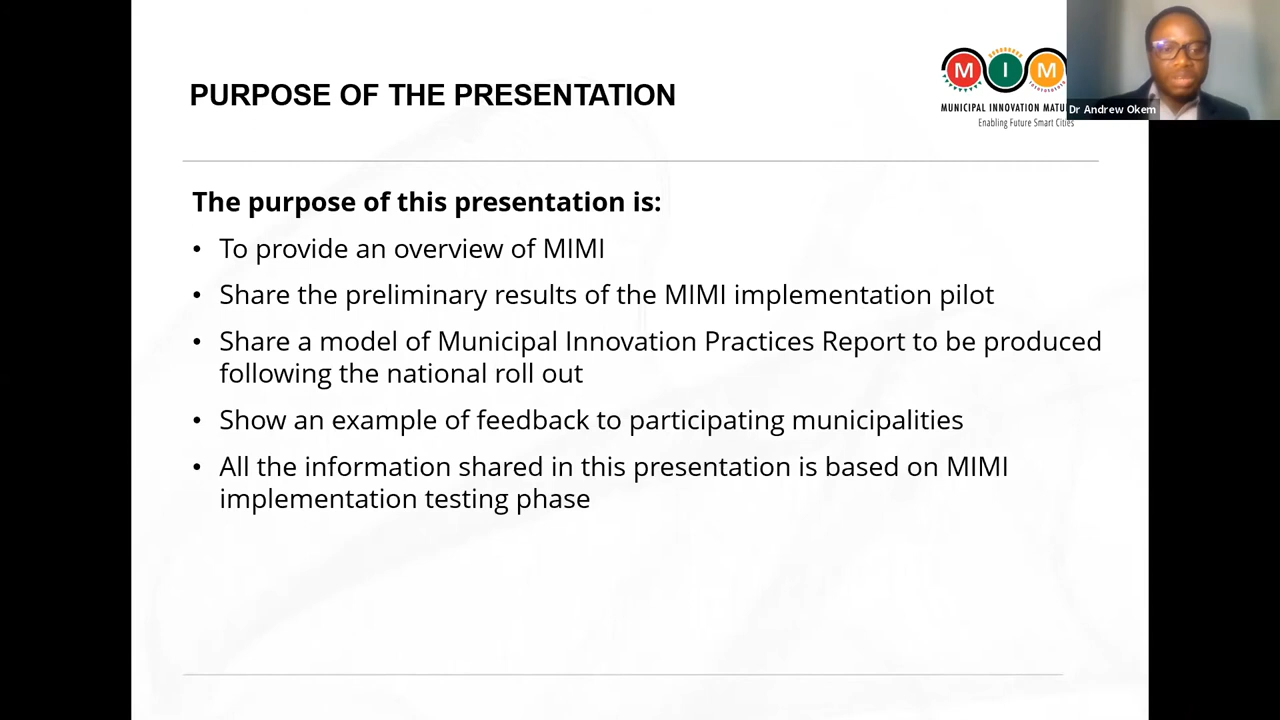 PURPOSE OF THE PRESENTATION
M I M
MUNICIPAL INNOVATION
Enabling Future Smart Cities
Dr Andrew Okem
The purpose of this presentation is:
• To provide an overview of MIMI
• Share the preliminary results of the MIMI implementation pilot
• Share a model of Municipal Innovation Practices Report to be produced
following the national roll out
• Show an example of feedback to participating municipalities
• All the information shared in this presentation is based on MIMI
implementation testing phase